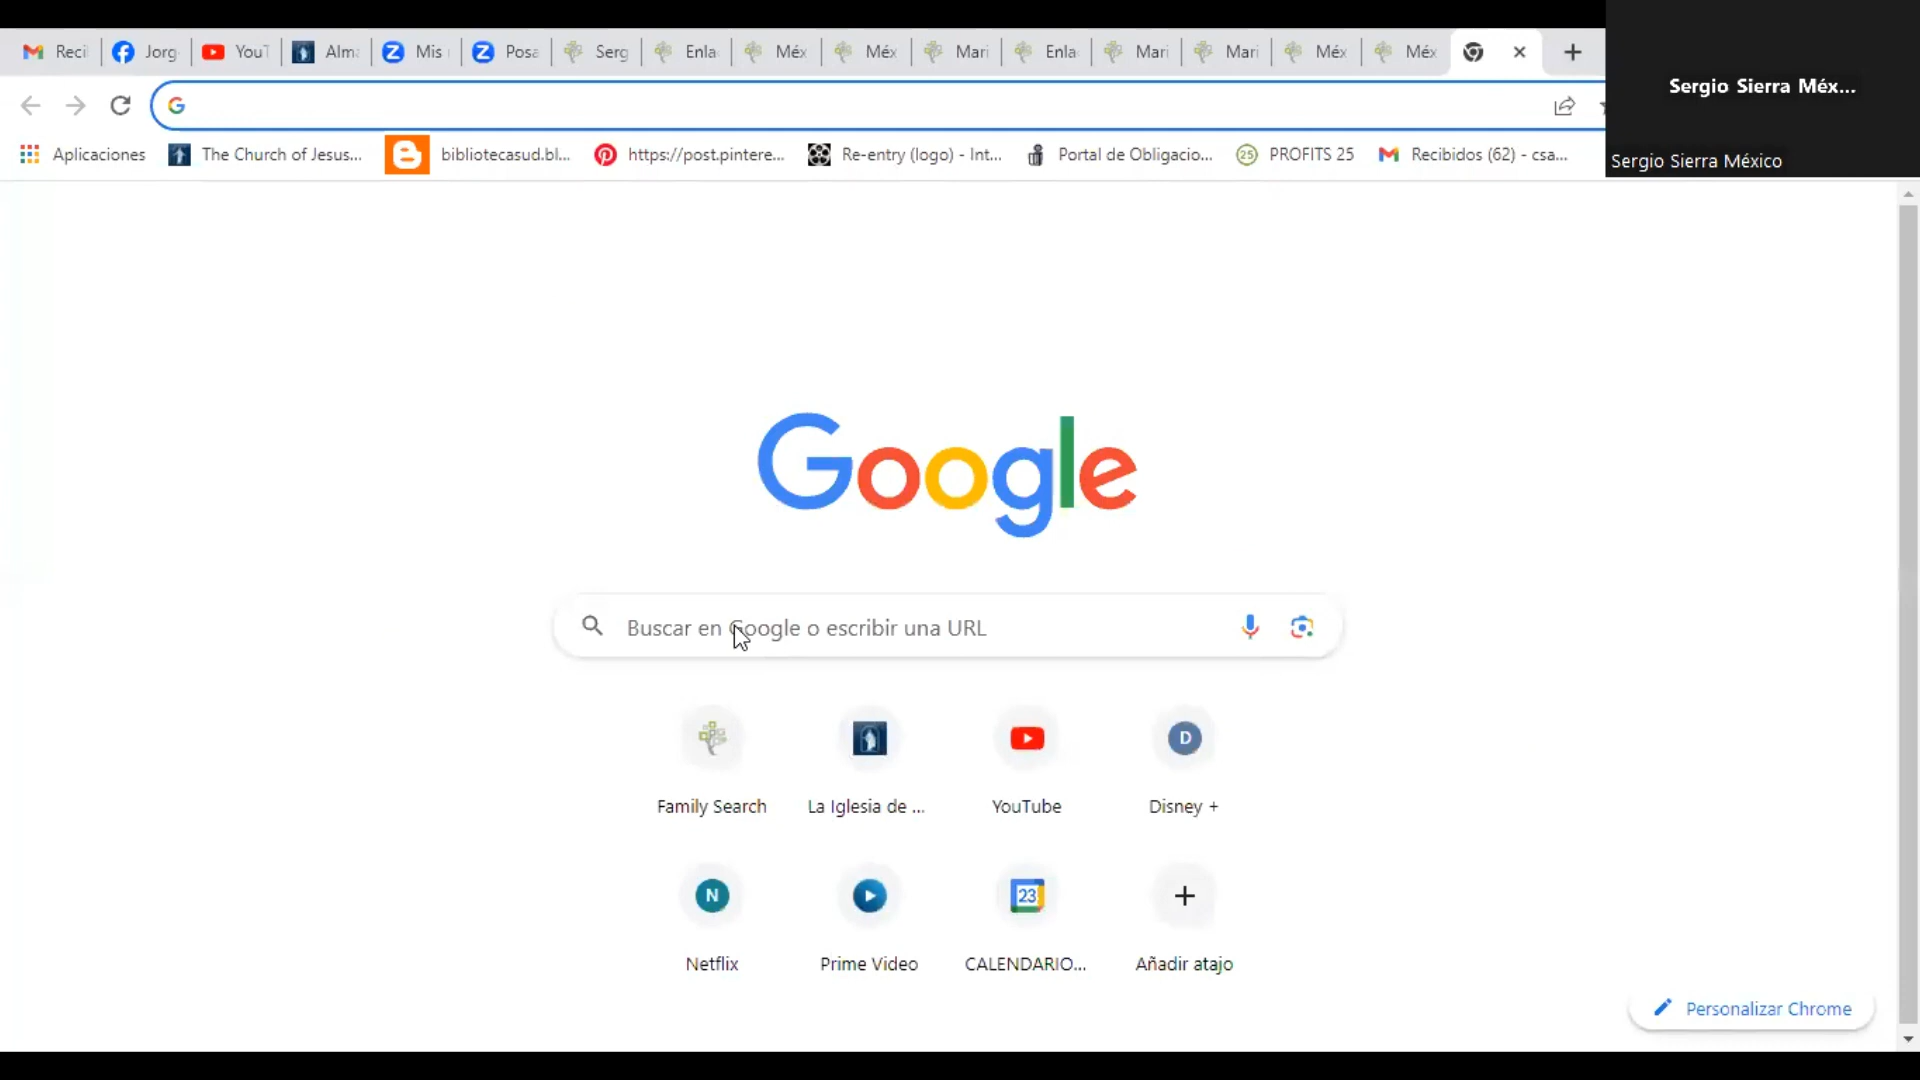 Reci
Jorg
YouT
Alma
Mis
Posa
Serg
Enla
Méx
Méx
Mari
Enla
Mari
Mari
Méx
Méx
Sergio Sierra Méx...
Sergio Sierra México
Aplicaciones
The Church of Jesus...
bibliotecasud.bl...
https://post.pintere...
Re-entry (logo) - Int...
Portal de Obligacio...
25
PROFITS 25
Recibidos (62) - csa...
Google
Buscar en Google o escribir una URL
D
Family Search
La Iglesia de ...
YouTube
Disney +
N
23
Netflix
Prime Video
CALENDARIO...
Añadir atajo
Personalizar Chrome